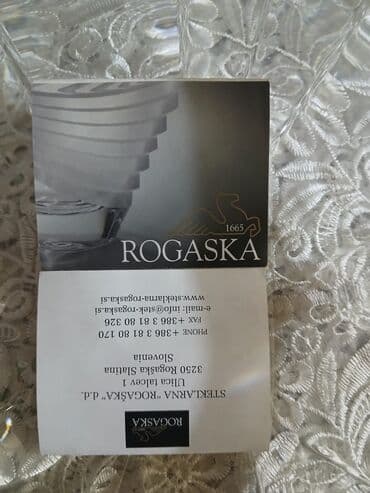 1665
ROGASKA
ROGAŠKA
STEKLARNA "ROGAŠKA" d.d.
Ulica talcev 1
3250 Rogaška Slatina
Slovenia
PHONE + 386 3 81 80 170
FAX + 386 3 81 80 326
e-mail: info@stek-rogaska.si
www.steklarna-rogaska.si